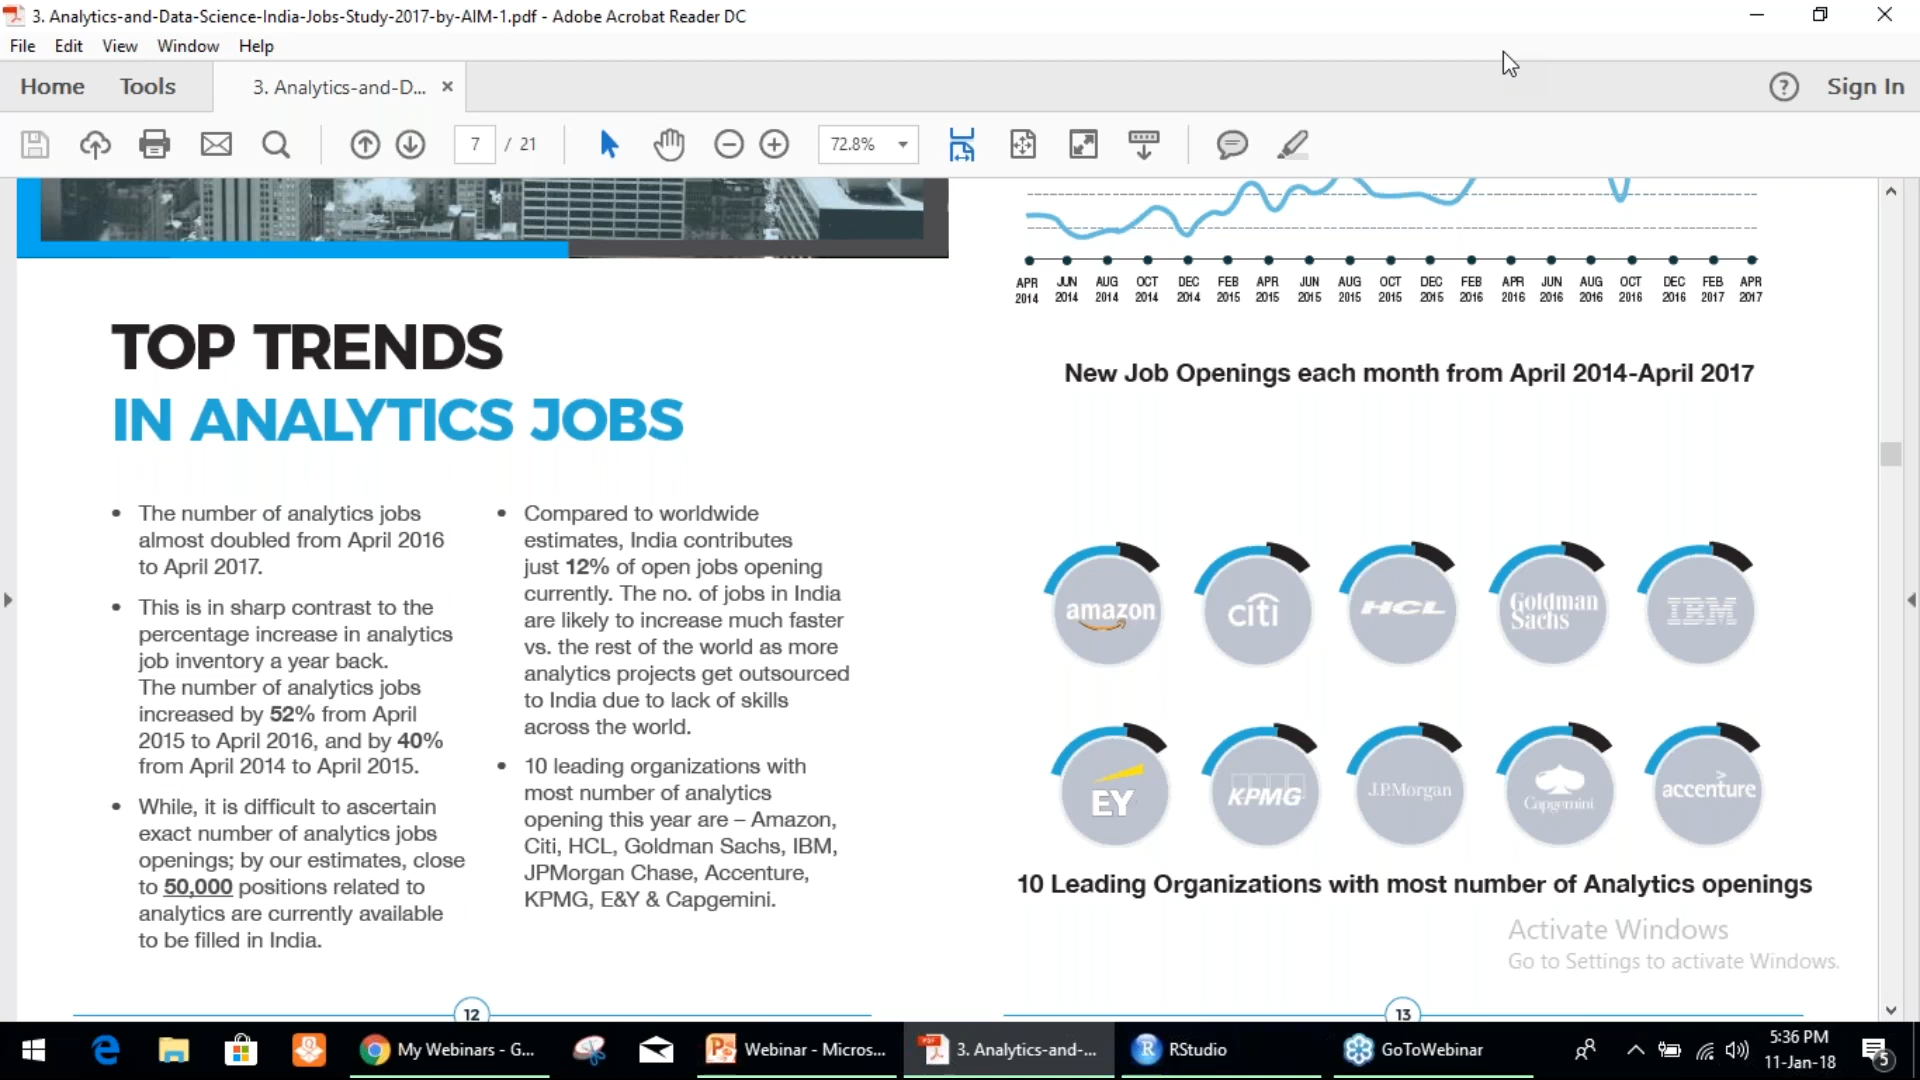 3. Analytics-and-Data-Science-India-Jobs-Study-2017-by-AIM-1.pdf - Adobe Acrobat Reader DC
File Edit View Window Help
Home Tools 3. Analytics-and-D... × Sign In
7 / 21 72.8%
TOP TRENDS
IN ANALYTICS JOBS
• The number of analytics jobs
almost doubled from April 2016
to April 2017.
• This is in sharp contrast to the
percentage increase in analytics
job inventory a year back.
The number of analytics jobs
increased by 52% from April
2015 to April 2016, and by 40%
from April 2014 to April 2015.
• While, it is difficult to ascertain
exact number of analytics jobs
openings; by our estimates, close
to 50,000 positions related to
analytics are currently available
to be filled in India.
• Compared to worldwide
estimates, India contributes
just 12% of open jobs opening
currently. The no. of jobs in India
are likely to increase much faster
vs. the rest of the world as more
analytics projects get outsourced
to India due to lack of skills
across the world.
• 10 leading organizations with
most number of analytics
opening this year are – Amazon,
Citi, HCL, Goldman Sachs, IBM,
JPMorgan Chase, Accenture,
KPMG, E&Y & Capgemini.
12
APR JUN AUG OCT DEC FEB APR JUN AUG OCT DEC FEB APR JUN AUG OCT DEC FEB APR
2014 2014 2014 2014 2014 2015 2015 2015 2015 2015 2015 2016 2016 2016 2016 2016 2016 2017 2017
New Job Openings each month from April 2014-April 2017
amazon citi HCL Goldman Sachs IBM
EY KPMG J.P.Morgan Capgemini accenture
10 Leading Organizations with most number of Analytics openings
Activate Windows
Go to Settings to activate Windows.
13
My Webinars - G... Webinar - Micros... 3. Analytics-and-... RStudio GoToWebinar
5:36 PM
11-Jan-18
5